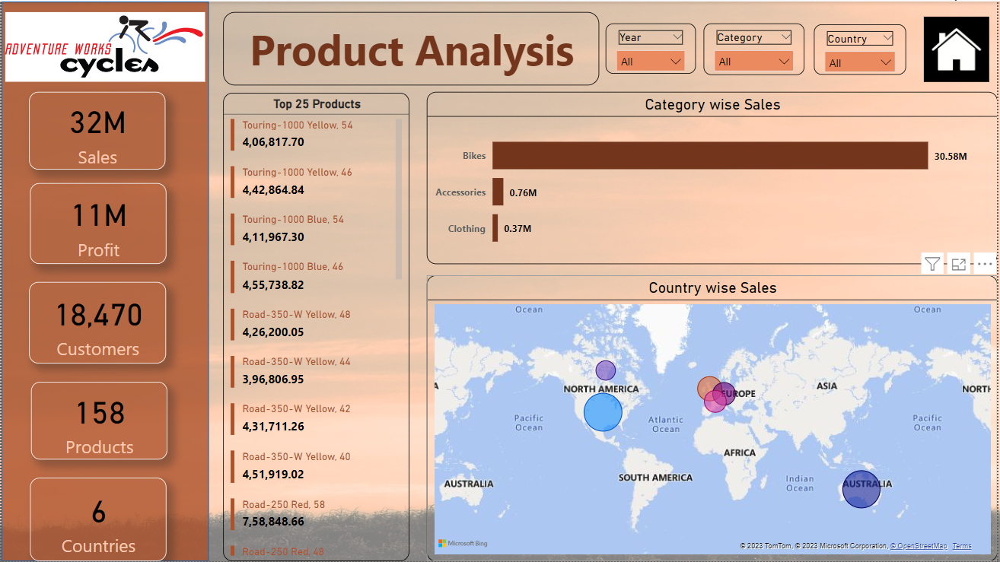 ADVENTURE WORKS
cycles
Product Analysis
Year
All
Category
All
Country
All
32M
Sales
11M
Profit
18,470
Customers
158
Products
6
Countries
Top 25 Products
Touring-1000 Yellow, 54
4,06,817.70
Touring-1000 Yellow, 46
4,42,864.84
Touring-1000 Blue, 54
4,11,967.30
Touring-1000 Blue, 46
4,55,738.82
Road-350-W Yellow, 48
4,26,200.05
Road-350-W Yellow, 44
3,96,806.95
Road-350-W Yellow, 42
4,31,711.26
Road-350-W Yellow, 40
4,51,919.02
Road-250 Red, 58
7,58,848.66
Road-250 Red, 48
Category wise Sales
Bikes 30.58M
Accessories 0.76M
Clothing 0.37M
Country wise Sales
Ocean Ocean
NORTH AMERICA EUROPE ASIA NORTH
Pacific
Ocean
Atlantic
Ocean
Pacific
Ocean
AFRICA
SOUTH AMERICA
Indian
Ocean
AUSTRALIA AUSTRALIA
Microsoft Bing
© 2023 TomTom, © 2023 Microsoft Corporation, © OpenStreetMap Terms